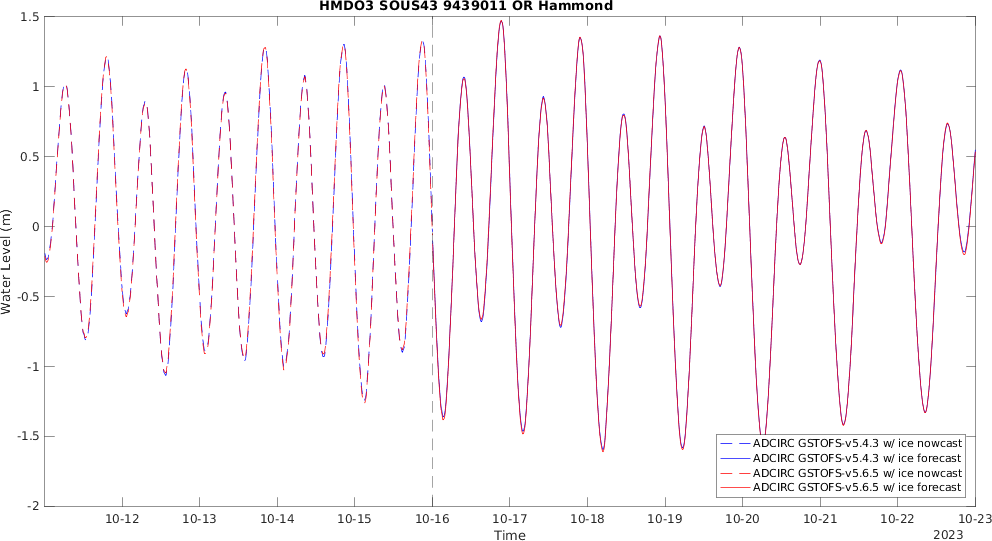 HMDO3 SOUS43 9439011 OR Hammond
Water Level (m)
1.5
1
0.5
0
-0.5
-1
-1.5
-2
ADCIRC GSTOFS-v5.4.3 w/ ice nowcast
ADCIRC GSTOFS-v5.4.3 w/ ice forecast
ADCIRC GSTOFS-v5.6.5 w/ ice nowcast
ADCIRC GSTOFS-v5.6.5 w/ ice forecast
10-12 10-13 10-14 10-15 10-16 10-17 10-18 10-19 10-20 10-21 10-22 10-23
Time
2023